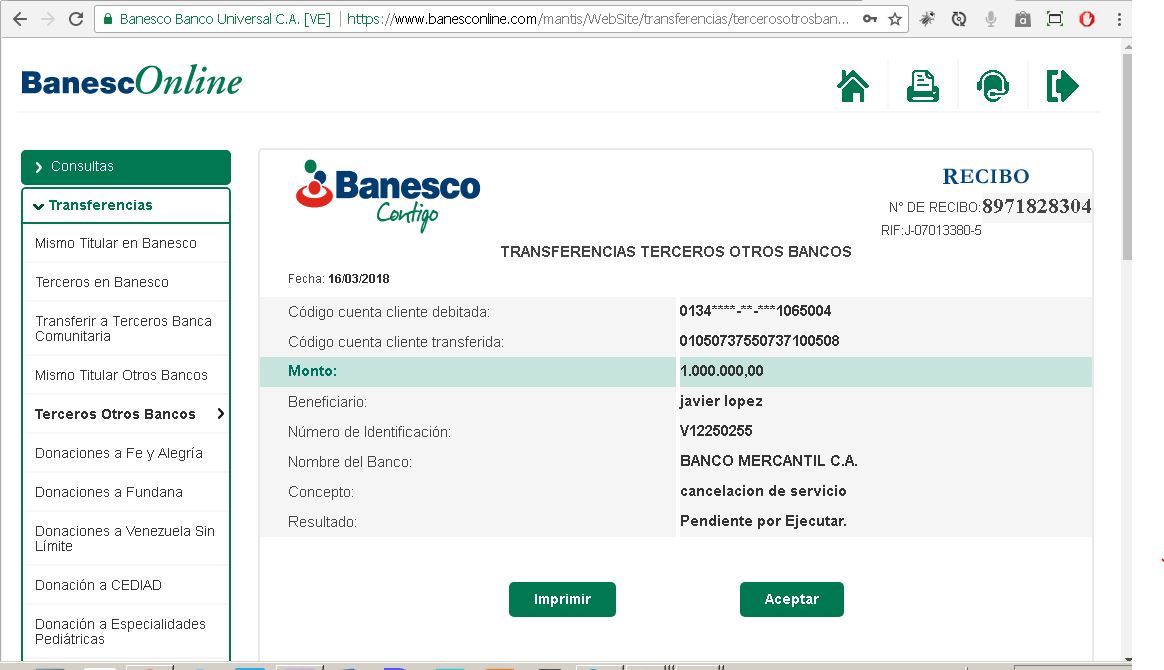 Banesco Banco Universal C.A. [VE] | https://www.banesconline.com/mantis/WebSite/transferencias/tercerosotrosban...
BanescOnline
Consultas
Transferencias
Mismo Titular en Banesco
Terceros en Banesco
Transferir a Terceros Banca
Comunitaria
Mismo Titular Otros Bancos
Terceros Otros Bancos
Donaciones a Fe y Alegría
Donaciones a Fundana
Donaciones a Venezuela Sin
Límite
Donación a CEDIAD
Donación a Especialidades
Pediátricas
Banesco
Contigo
RECIBO
N° DE RECIBO:8971828304
RIF:J-07013380-5
TRANSFERENCIAS TERCEROS OTROS BANCOS
Fecha: 16/03/2018
Código cuenta cliente debitada: 0134****-**-***1065004
Código cuenta cliente transferida: 01050737550737100508
Monto: 1.000.000,00
Beneficiario: javier lopez
Número de Identificación: V12250255
Nombre del Banco: BANCO MERCANTIL C.A.
Concepto: cancelacion de servicio
Resultado: Pendiente por Ejecutar.
Imprimir Aceptar